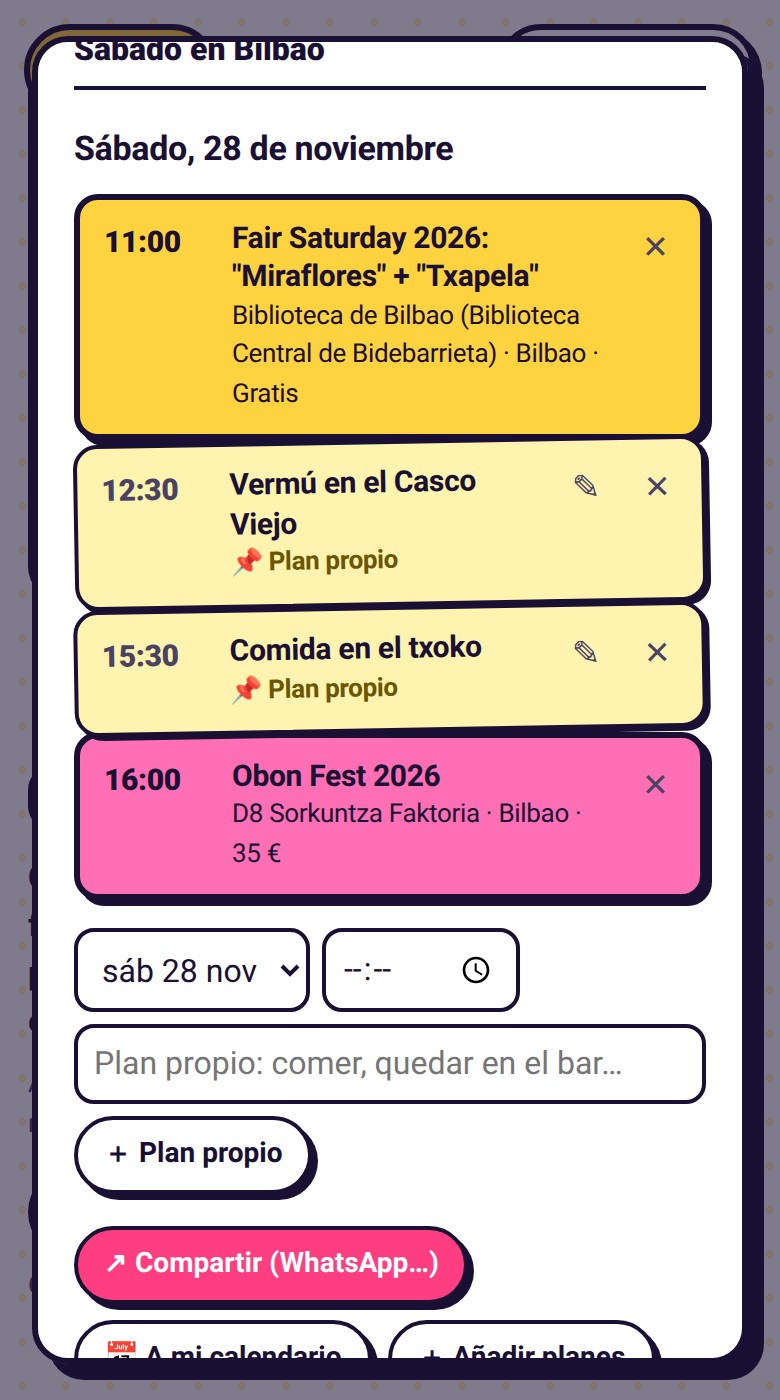 Sábado en Bilbao
Sábado, 28 de noviembre
11:00
Fair Saturday 2026:
"Miraflores" + "Txapela"
✕
Biblioteca de Bilbao (Biblioteca
Central de Bidebarrieta) · Bilbao ·
Gratis
12:30
Vermú en el Casco
Viejo
✎ ✕
📌 Plan propio
15:30
Comida en el txoko
✎ ✕
📌 Plan propio
16:00
Obon Fest 2026
✕
D8 Sorkuntza Faktoria · Bilbao ·
35 €
sáb 28 nov
--:--
Plan propio: comer, quedar en el bar…
+ Plan propio
↗ Compartir (WhatsApp…)
📅 A mi calendario
+ Añadir planes